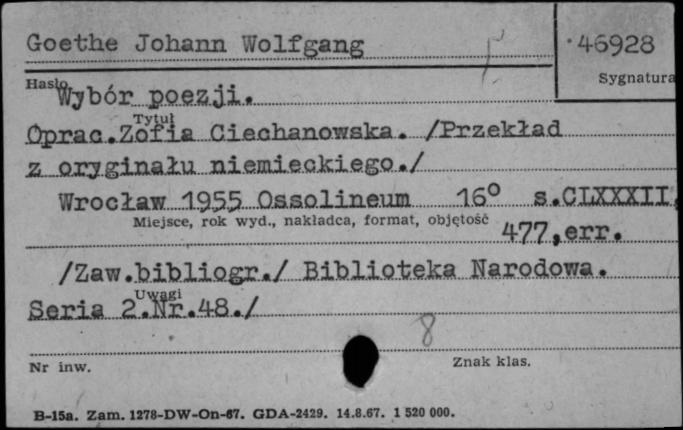 Goethe Johann Wolfgang
46928
Hasło
Sygnatura
Wybór poezji.
Tytuł
Oprac.Zofia Ciechanowska. /Przekład
z oryginału niemieckiego./
Wrocław 1955 Ossolineum 16° s.CLXXXII,
Miejsce, rok wyd., nakładca, format, objętość
477,err.
/Zaw.bibliogr./ Biblioteka Narodowa.
Uwagi
Seria 2.Nr.48./
8
Nr inw.
Znak klas.
B-15a. Zam. 1278-DW-On-67. GDA-2429. 14.8.67. 1 520 000.